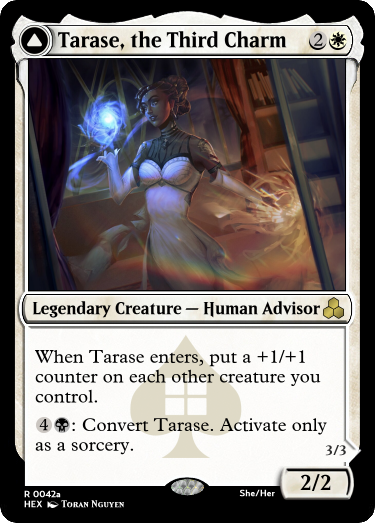 Tarase, the Third Charm 2
Legendary Creature — Human Advisor
When Tarase enters, put a +1/+1
counter on each other creature you
control.
4 : Convert Tarase. Activate only
as a sorcery.
3/3
2/2
R 0042a
HEX Toran Nguyen
She/Her